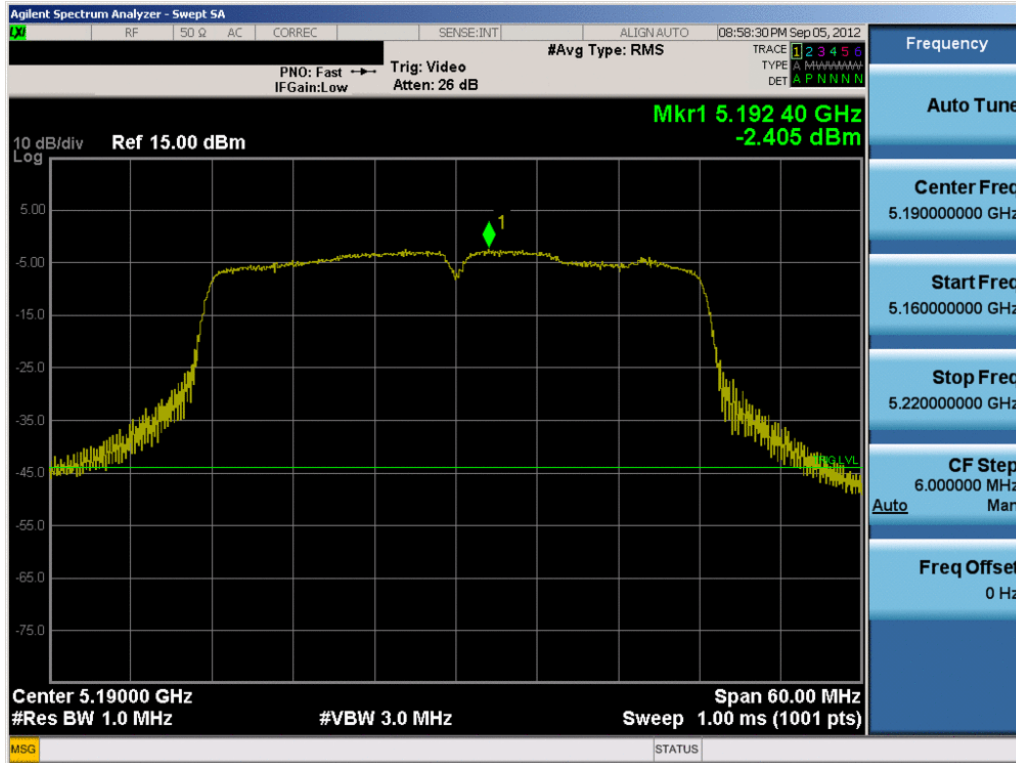 Agilent Spectrum Analyzer - Swept SA
LXI RF 50 Ω AC CORREC SENSE:INT ALIGN AUTO 08:58:30 PM Sep 05, 2012
PNO: Fast
IFGain:Low
Trig: Video
Atten: 26 dB
#Avg Type: RMS
TRACE 1 2 3 4 5 6
TYPE A M W W W W W
DET A P N N N N
Mkr1 5.192 40 GHz
-2.405 dBm
10 dB/div Ref 15.00 dBm
Log
1
5.00
-5.00
-15.0
-25.0
-35.0
-45.0
-55.0
-65.0
-75.0
Center 5.19000 GHz Span 60.00 MHz
#Res BW 1.0 MHz #VBW 3.0 MHz Sweep 1.00 ms (1001 pts)
MSG STATUS
Frequency
Auto Tune
Center Freq
5.190000000 GHz
Start Freq
5.160000000 GHz
Stop Freq
5.220000000 GHz
CF Step
6.000000 MHz
Auto Man
Freq Offset
0 Hz